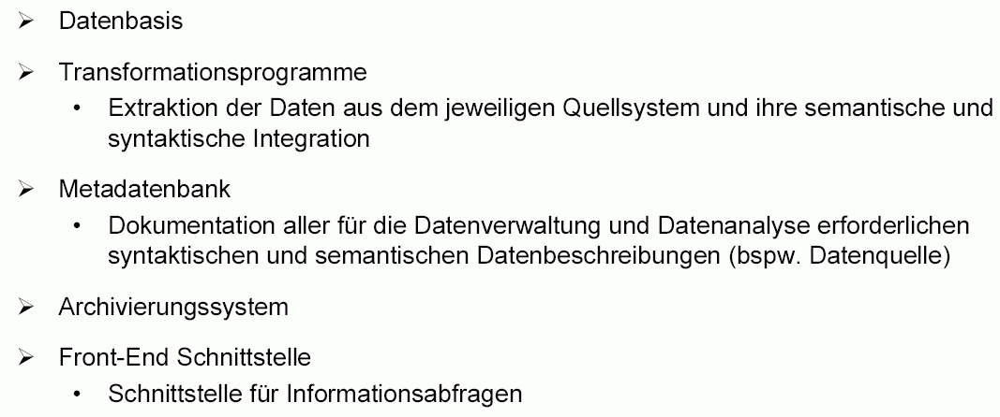 ➢ Datenbasis
➢ Transformationsprogramme
• Extraktion der Daten aus dem jeweiligen Quellsystem und ihre semantische und
syntaktische Integration
➢ Metadatenbank
• Dokumentation aller für die Datenverwaltung und Datenanalyse erforderlichen
syntaktischen und semantischen Datenbeschreibungen (bspw. Datenquelle)
➢ Archivierungssystem
➢ Front-End Schnittstelle
• Schnittstelle für Informationsabfragen